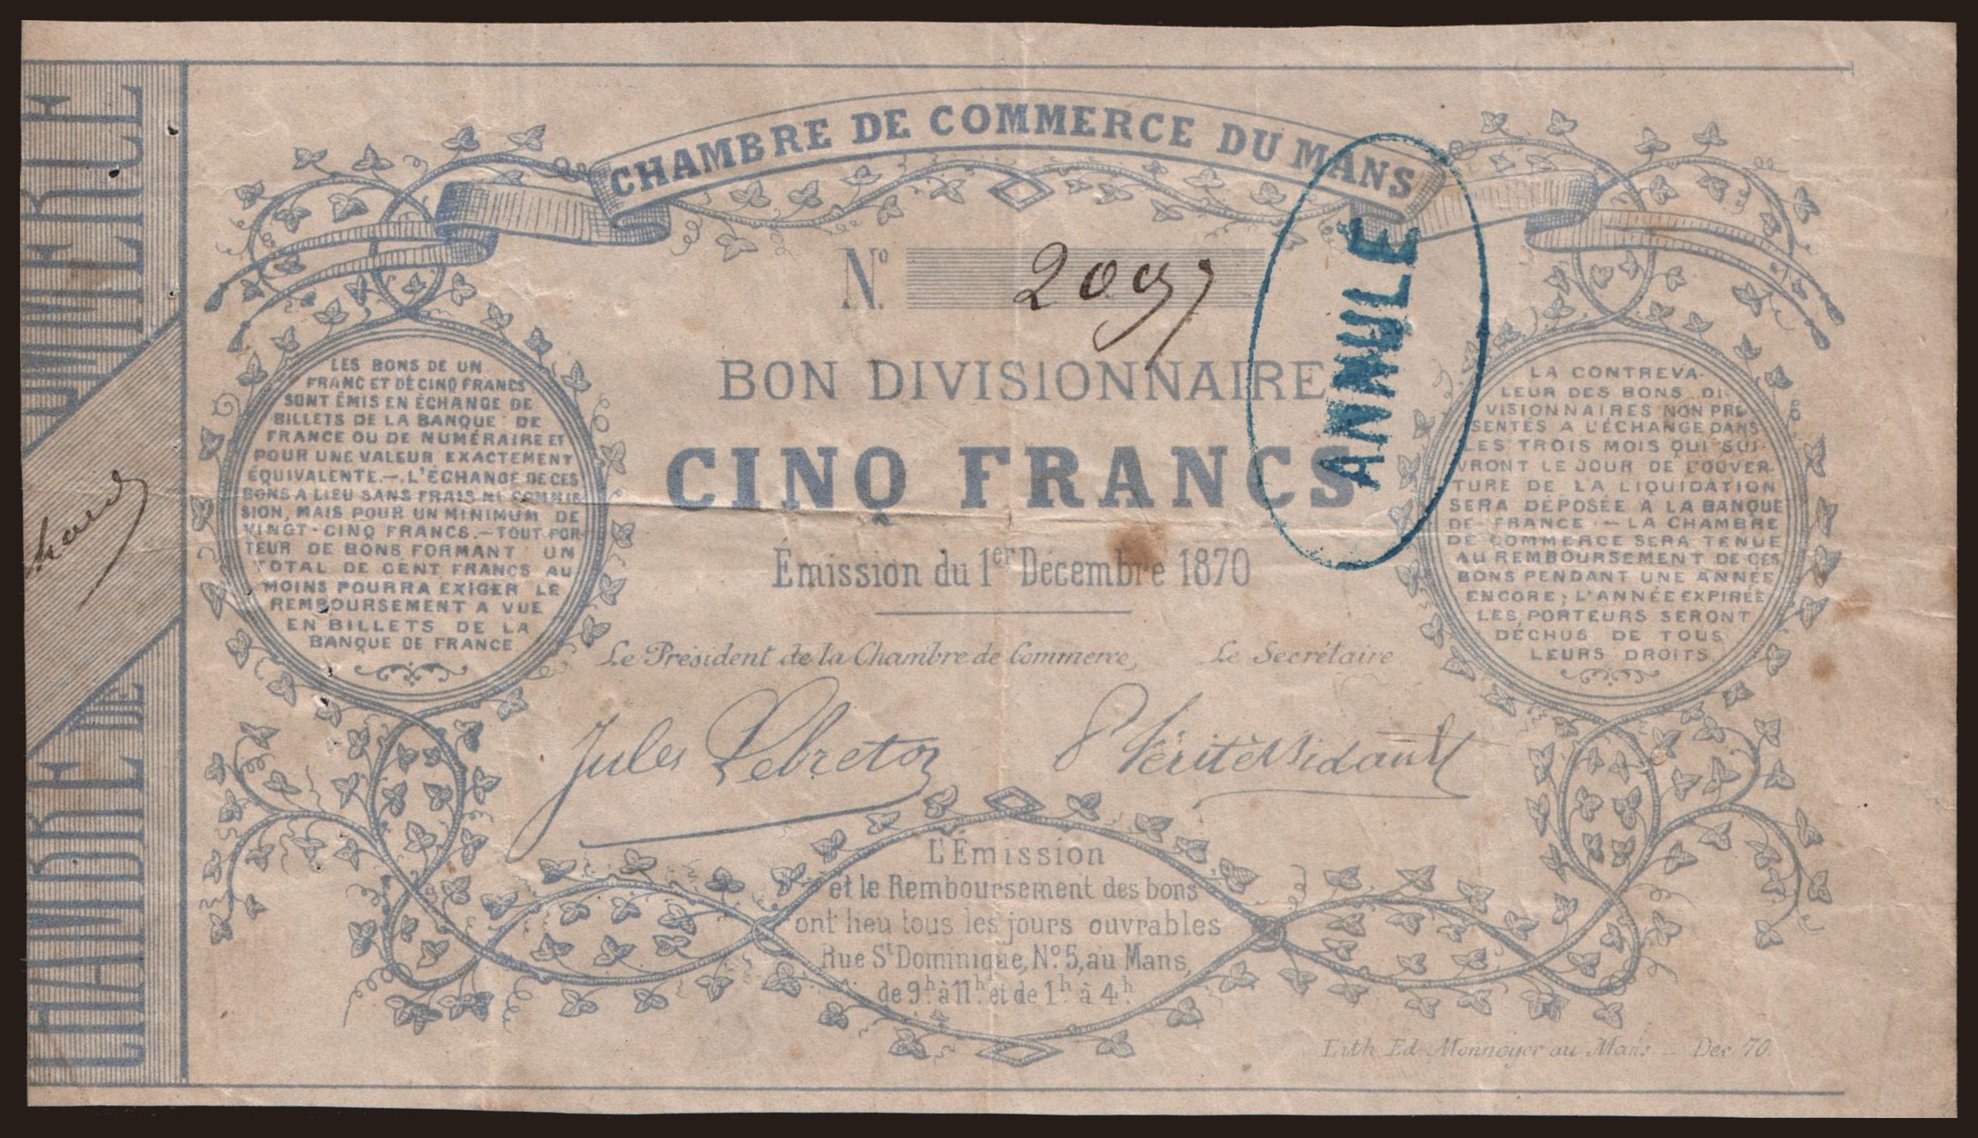 CHAMBRE DE COMMERCE DU MANS
N.º 2097
BON DIVISIONNAIRE
CINQ FRANCS
Émission du 1er Décembre 1870
ANNULÉ
LES BONS DE UN
FRANC ET DE CINQ FRANCS
SONT ÉMIS EN ÉCHANGE DE
BILLETS DE LA BANQUE DE
FRANCE OU DE NUMÉRAIRE ET
POUR UNE VALEUR EXACTEMENT
ÉQUIVALENTE.—L'ÉCHANGE DE CES
BONS A LIEU SANS FRAIS NI COMMIS
SION, MAIS POUR UN MINIMUM DE
VINGT-CINQ FRANCS.—TOUT POR-
TEUR DE BONS FORMANT UN
TOTAL DE CENT FRANCS AU
MOINS POURRA EXIGER LE
REMBOURSEMENT A VUE
EN BILLETS DE LA
BANQUE DE FRANCE
LA CONTREVA-
LEUR DES BONS DI-
VISIONNAIRES NON PRÉ
SENTÉS A L'ÉCHANGE DANS
LES TROIS MOIS QUI SUI-
VRONT LE JOUR DE L'OUVER-
TURE DE LA LIQUIDATION
SERA DÉPOSÉE A LA BANQUE
DE FRANCE — LA CHAMBRE
DE COMMERCE SERA TENUE
AU REMBOURSEMENT DE CES
BONS PENDANT UNE ANNÉE
ENCORE; L'ANNÉE EXPIRÉE
LES PORTEURS SERONT
DÉCHUS DE TOUS
LEURS DROITS
Le Président de la Chambre de Commerce,
Le Secrétaire
Jules Lebreton
P Vérité Vidault
L'Émission
et le Remboursement des bons
ont lieu tous les jours ouvrables
Rue St Dominique, Nº 5, au Mans,
de 9h à 11h et de 1h à 4h.
Lith Ed Monnoyer au Mans _ Dec 70
CHAMBRE DE
COMMERCE